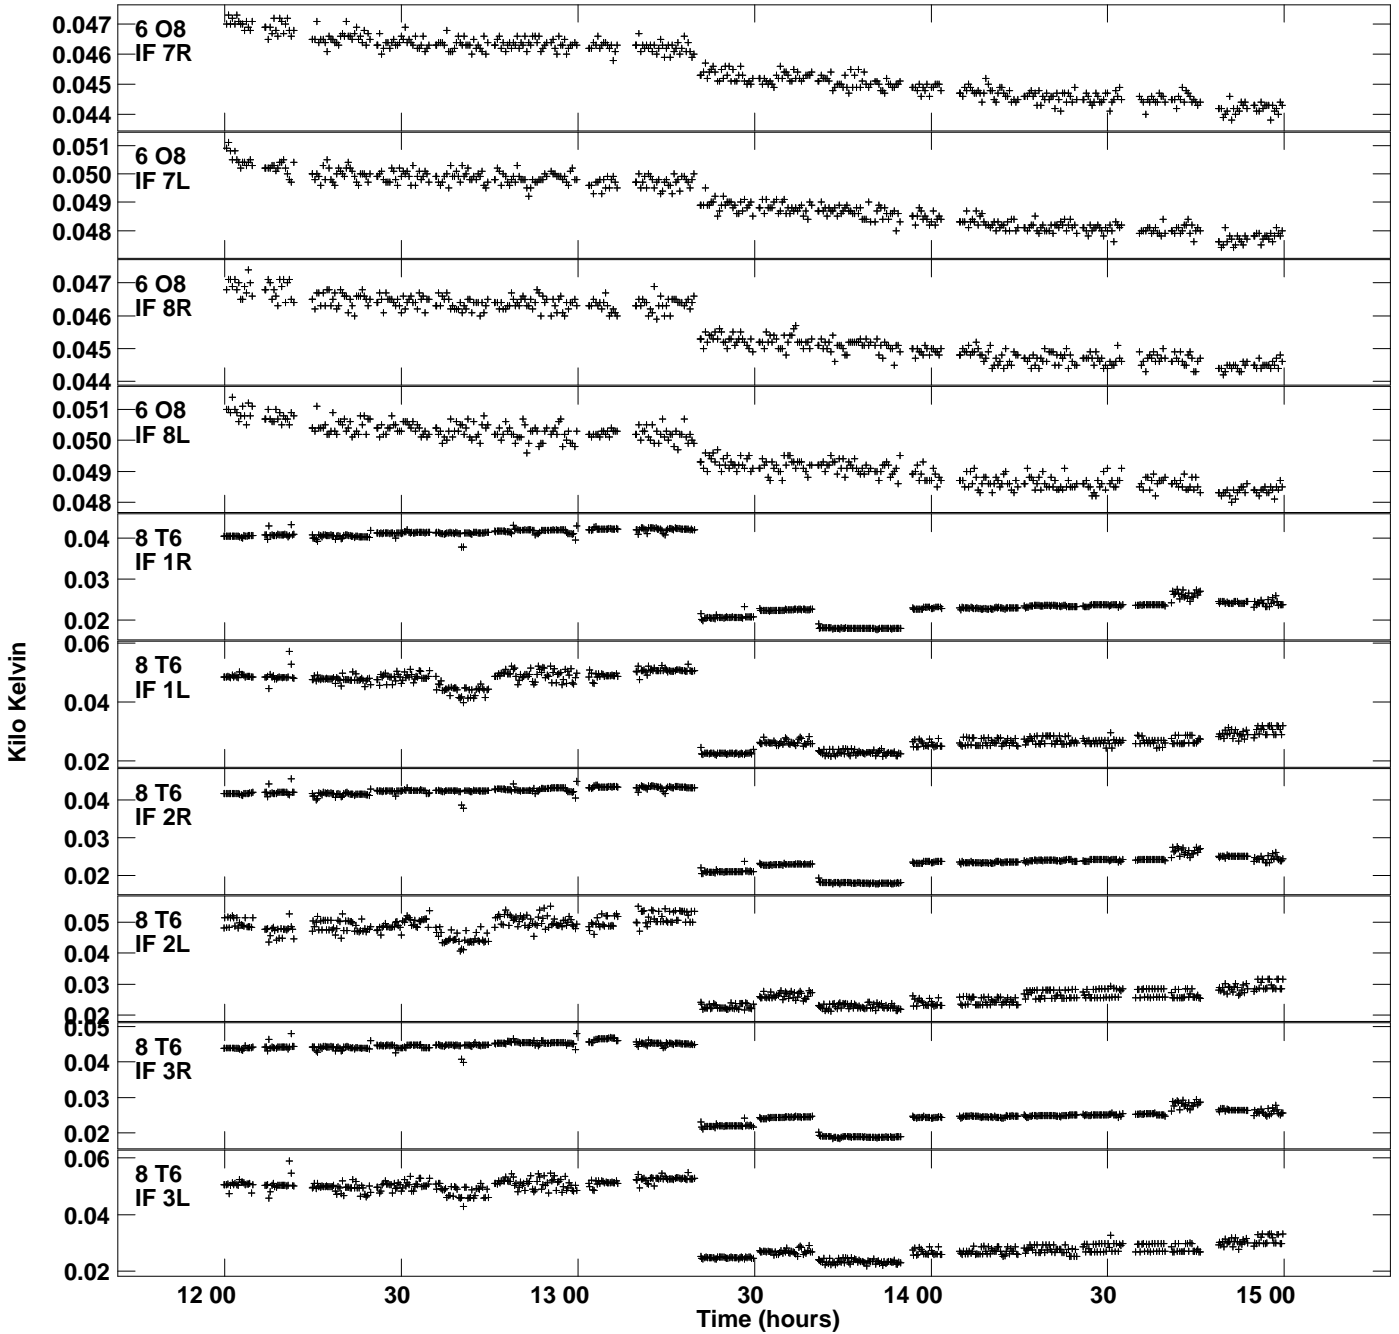 0.047
6 O8
0.046
IF 7R
0.045
0.044
0.051
6 O8
0.050
IF 7L
0.049
0.048
0.047
6 O8
IF 8R
0.046
0.045
0.044
0.051
6 O8
IF 8L
0.050
0.049
0.048
0.04
8 T6
IF 1R
0.03
0.02
0.06
8 T6
IF 1L
0.04
0.02
0.04
8 T6
IF 2R
0.03
0.02
0.05
8 T6
IF 2L
0.04
0.03
0.02
0.05
8 T6
IF 3R
0.04
0.03
0.02
0.06
8 T6
IF 3L
0.04
0.02
Kilo Kelvin
12 00 30 13 00 30 14 00 30 15 00
Time (hours)